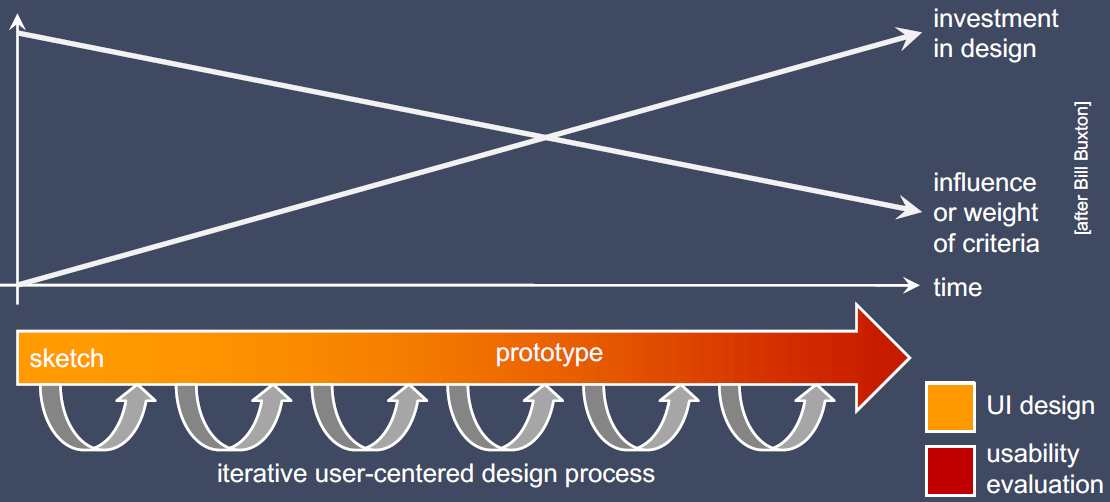 investment
in design
[after Bill Buxton]
influence
or weight
of criteria
time
sketch
prototype
iterative user-centered design process
UI design
usability
evaluation